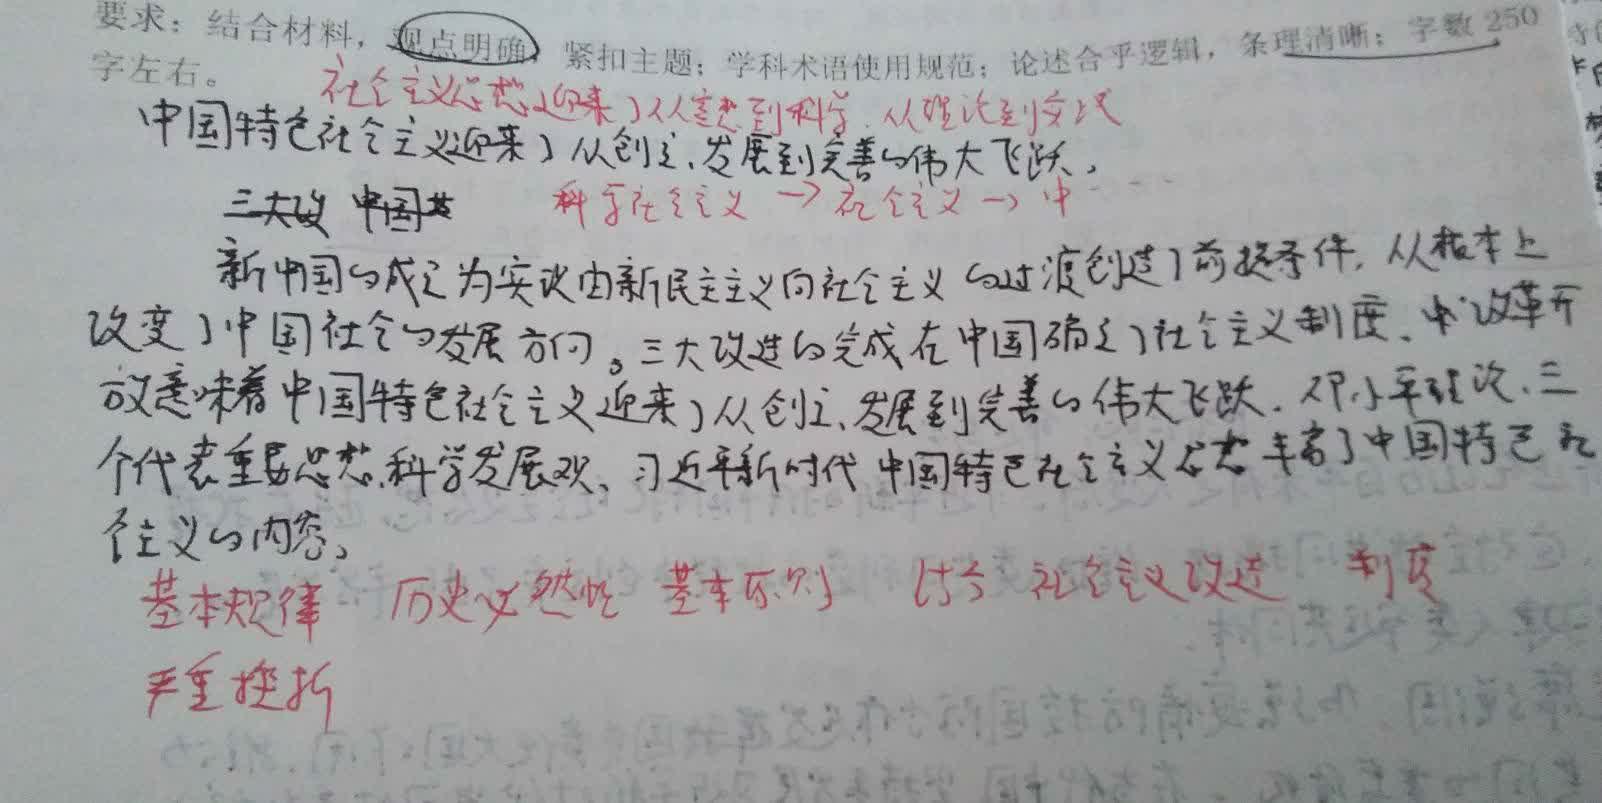 要求：结合材料，观点明确，紧扣主题；学科术语使用规范；论述合乎逻辑，条理清晰；字数250
字左右。
社会主义思想迎来了从空想到科学、从理论到实践
中国特色社会主义迎来了从创立、发展到完善的伟大飞跃。
三大改 中国共
科学社会主义→社会主义→中……
新中国的成立为实议由新民主主义向社会主义的过渡创造了前提条件，从根本上
改变了中国社会的发展方向。三大改造的完成在中国确立了社会主义制度、改革开
放意味着中国特色社会主义迎来了从创立、发展到完善的伟大飞跃。邓小平理论、三
个代表重要思想、科学发展观、习近平新时代中国特色社会主义思想丰富了中国特色社
会主义的内容。
基本规律 历史必然性 基本原则 社会主义改造 制度
严重挫折